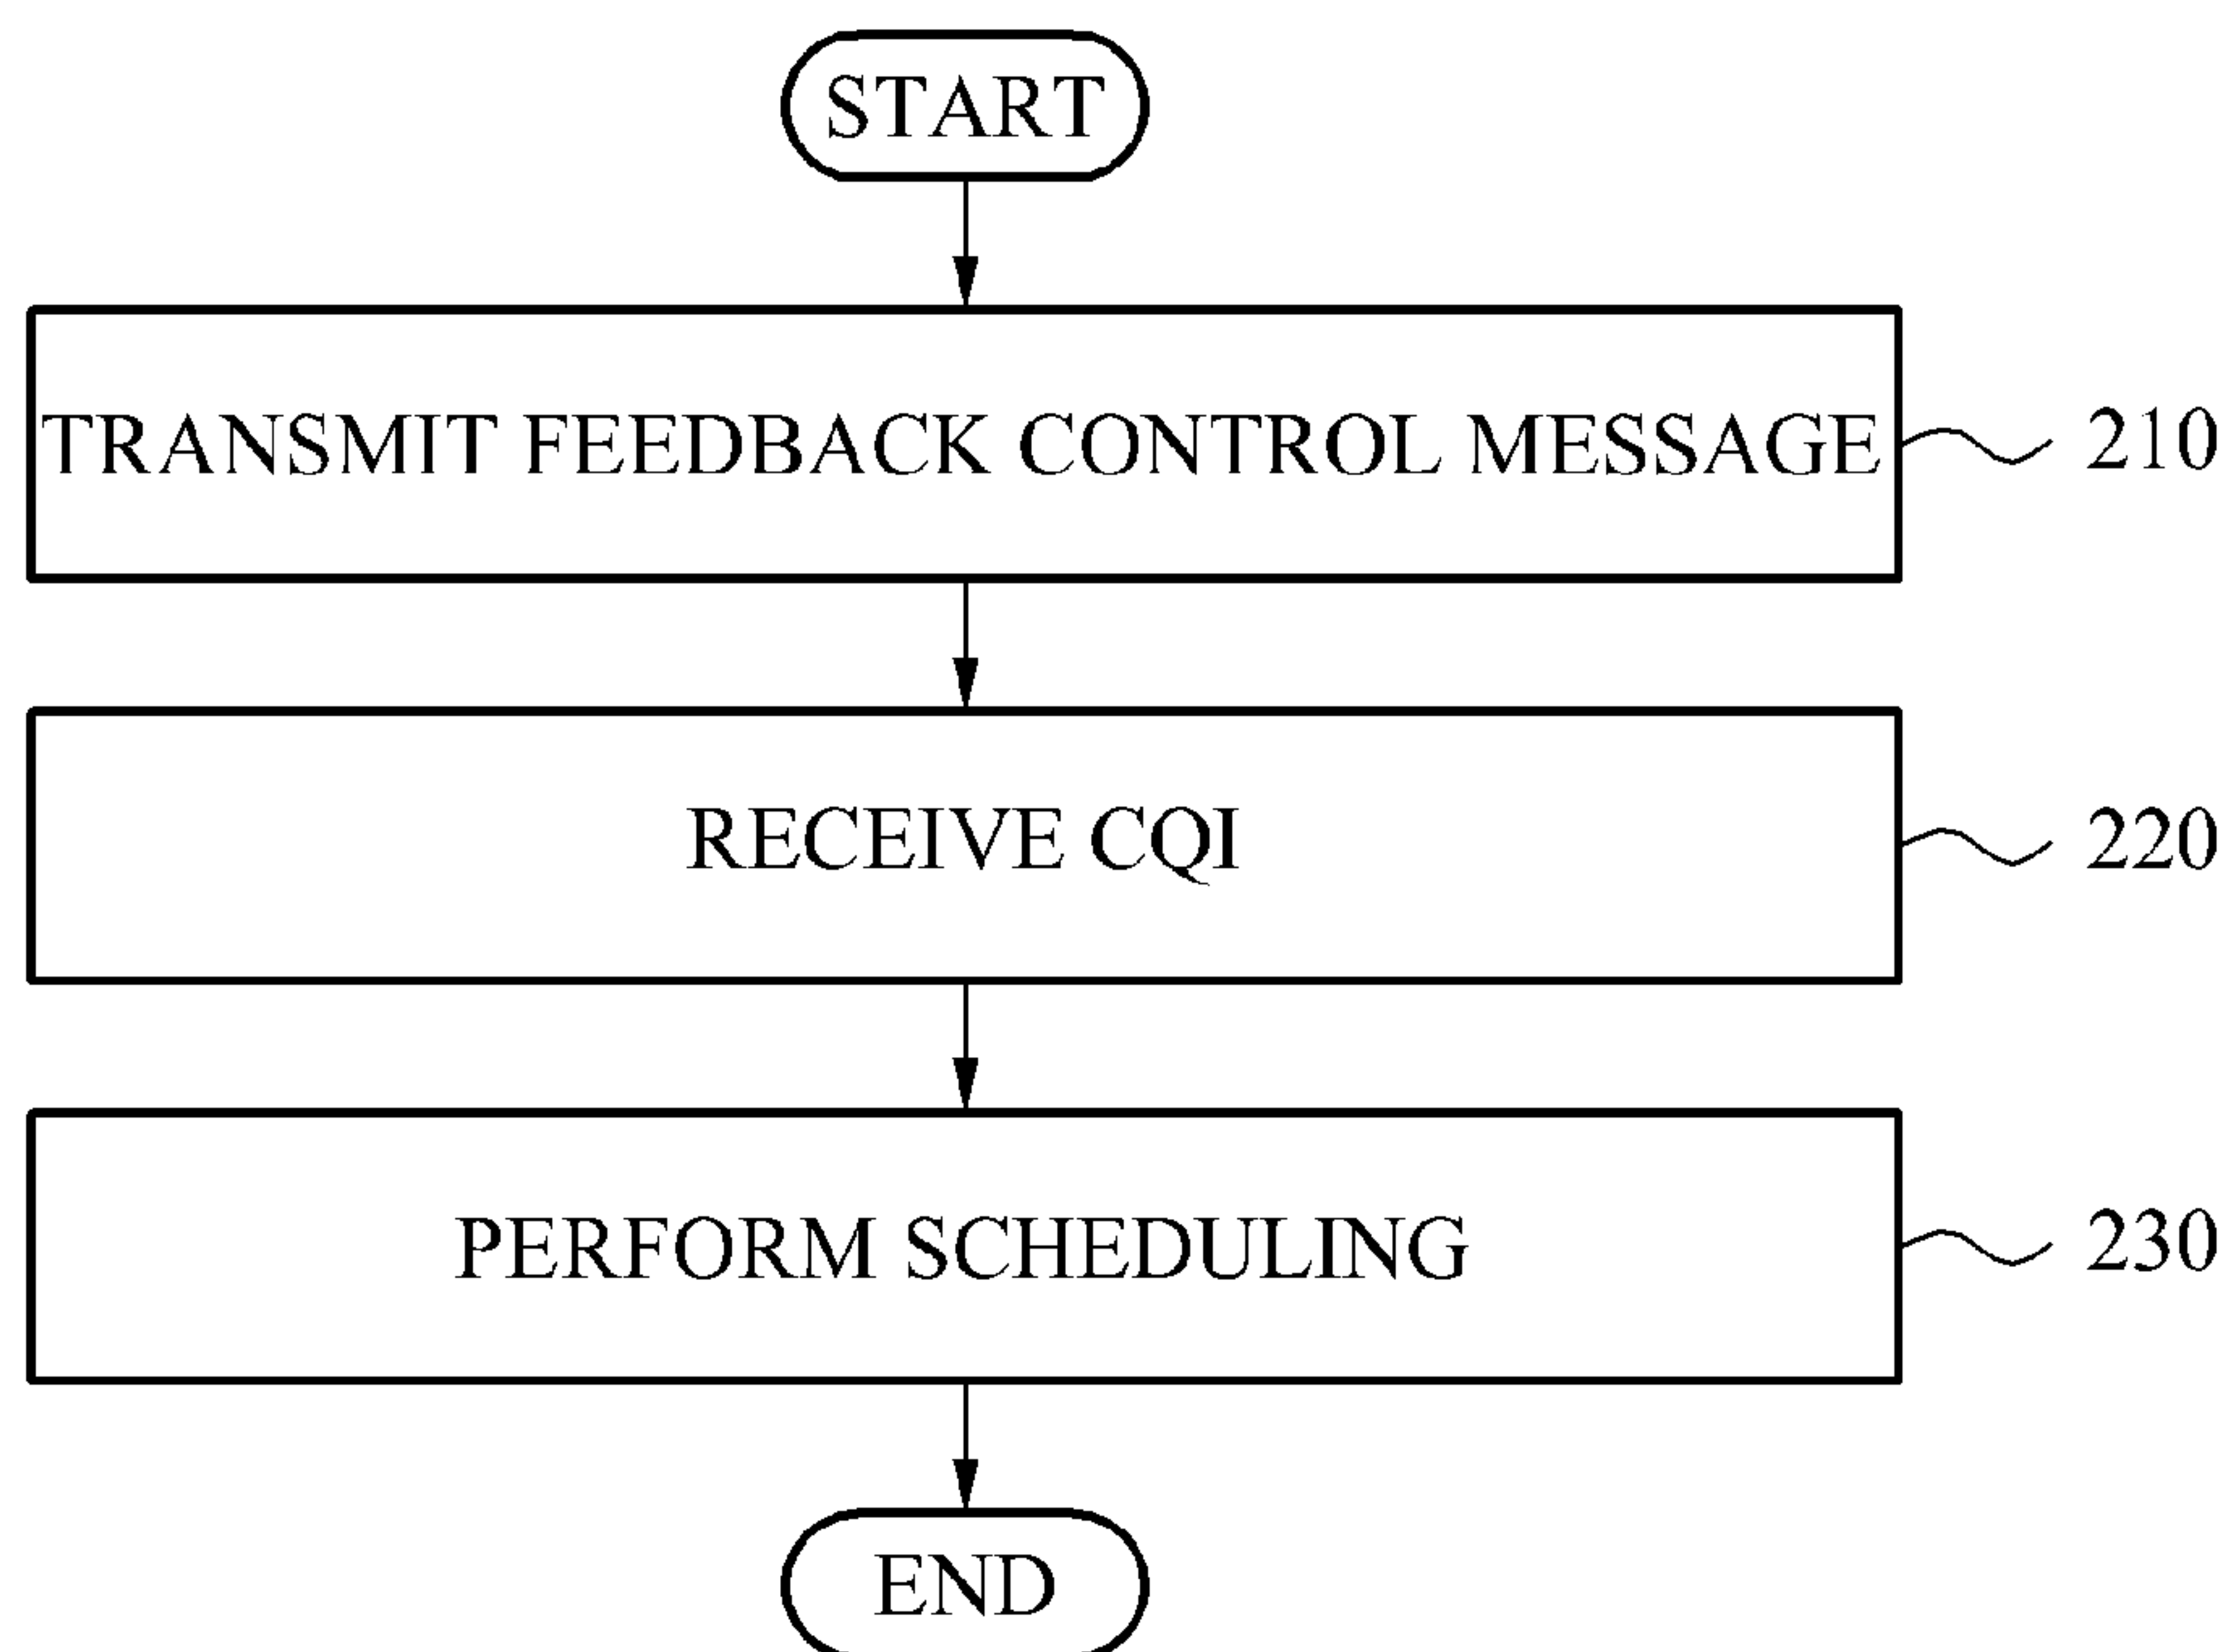 START
TRANSMIT FEEDBACK CONTROL MESSAGE 210
RECEIVE CQI 220
PERFORM SCHEDULING 230
END